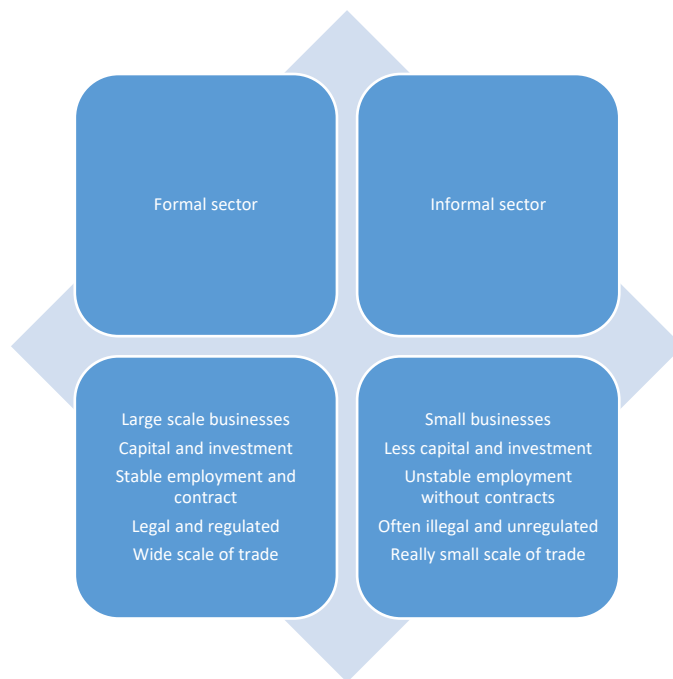 Formal sector
Informal sector
Large scale businesses
Capital and investment
Stable employment and
contract
Legal and regulated
Wide scale of trade
Small businesses
Less capital and investment
Unstable employment
without contracts
Often illegal and unregulated
Really small scale of trade